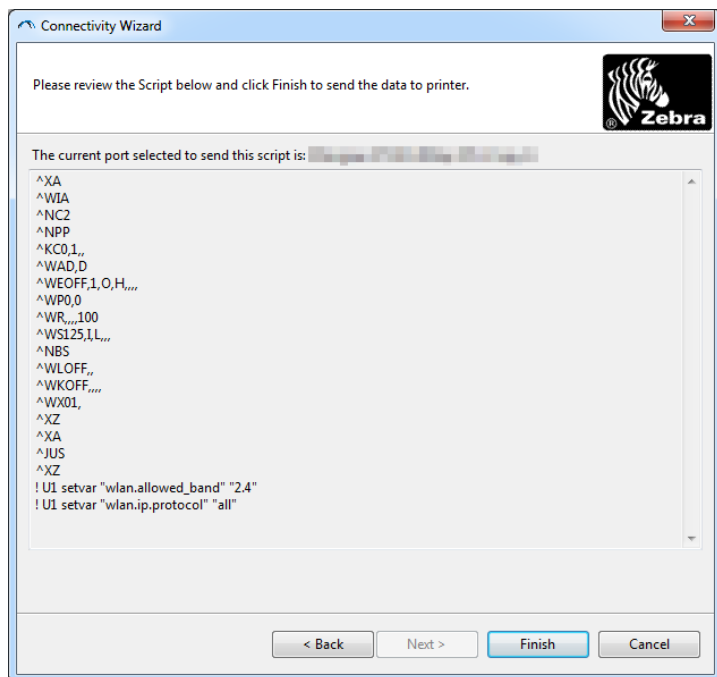 Connectivity Wizard
Please review the Script below and click Finish to send the data to printer.
® Zebra
The current port selected to send this script is:
^XA
^WIA
^NC2
^NPP
^KC0,1,,
^WAD,D
^WEOFF,1,O,H,,,,
^WP0,0
^WR,,,,100
^WS125,I,L,,,
^NBS
^WLOFF,,
^WKOFF,,,,
^WX01,
^XZ
^XA
^JUS
^XZ
! U1 setvar "wlan.allowed_band" "2.4"
! U1 setvar "wlan.ip.protocol" "all"
< Back Next > Finish Cancel